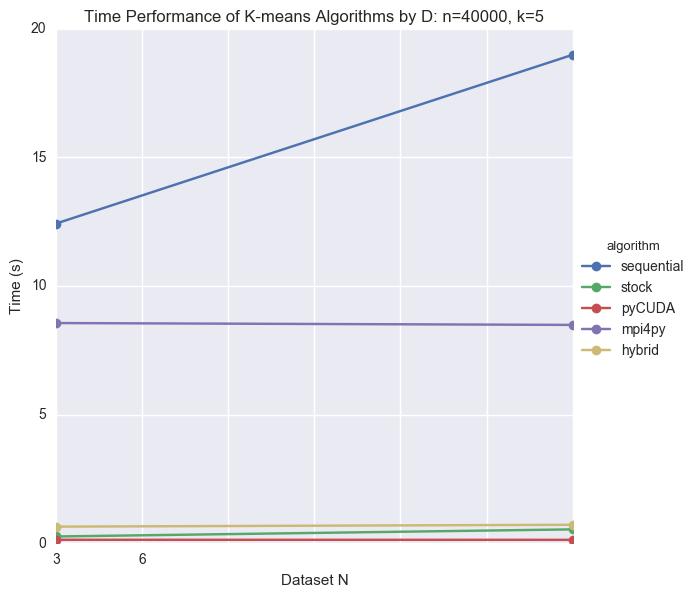 Time Performance of K-means Algorithms by D: n=40000, k=5
20
15
10
5
0
Time (s)
3 6
Dataset N
algorithm
sequential
stock
pyCUDA
mpi4py
hybrid